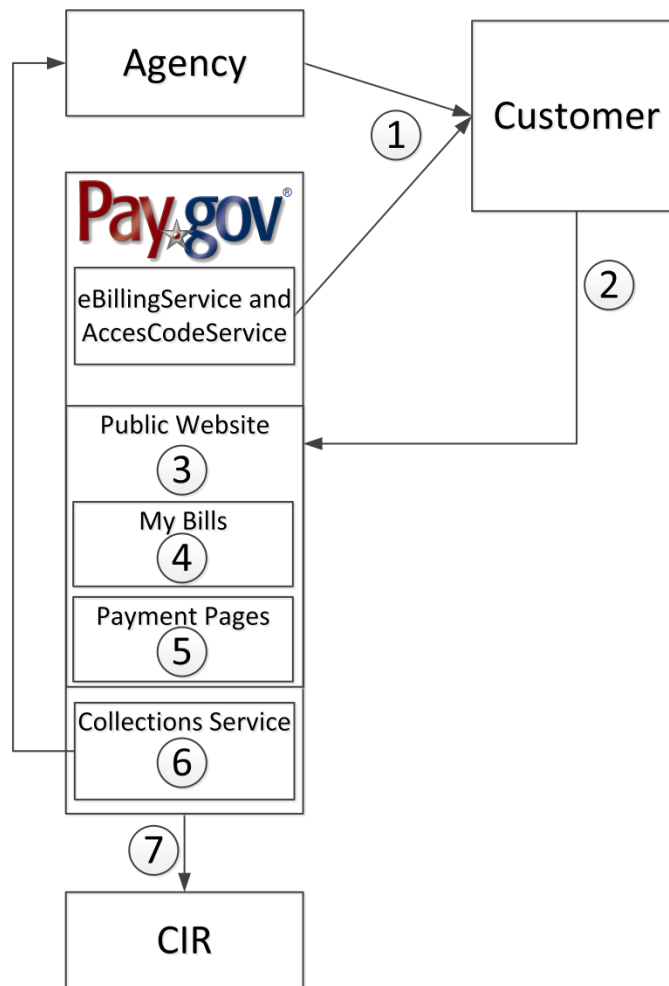 Agency
Customer
1
Pay.gov®
eBillingService and
AccesCodeService
2
Public Website
3
My Bills
4
Payment Pages
5
Collections Service
6
7
CIR